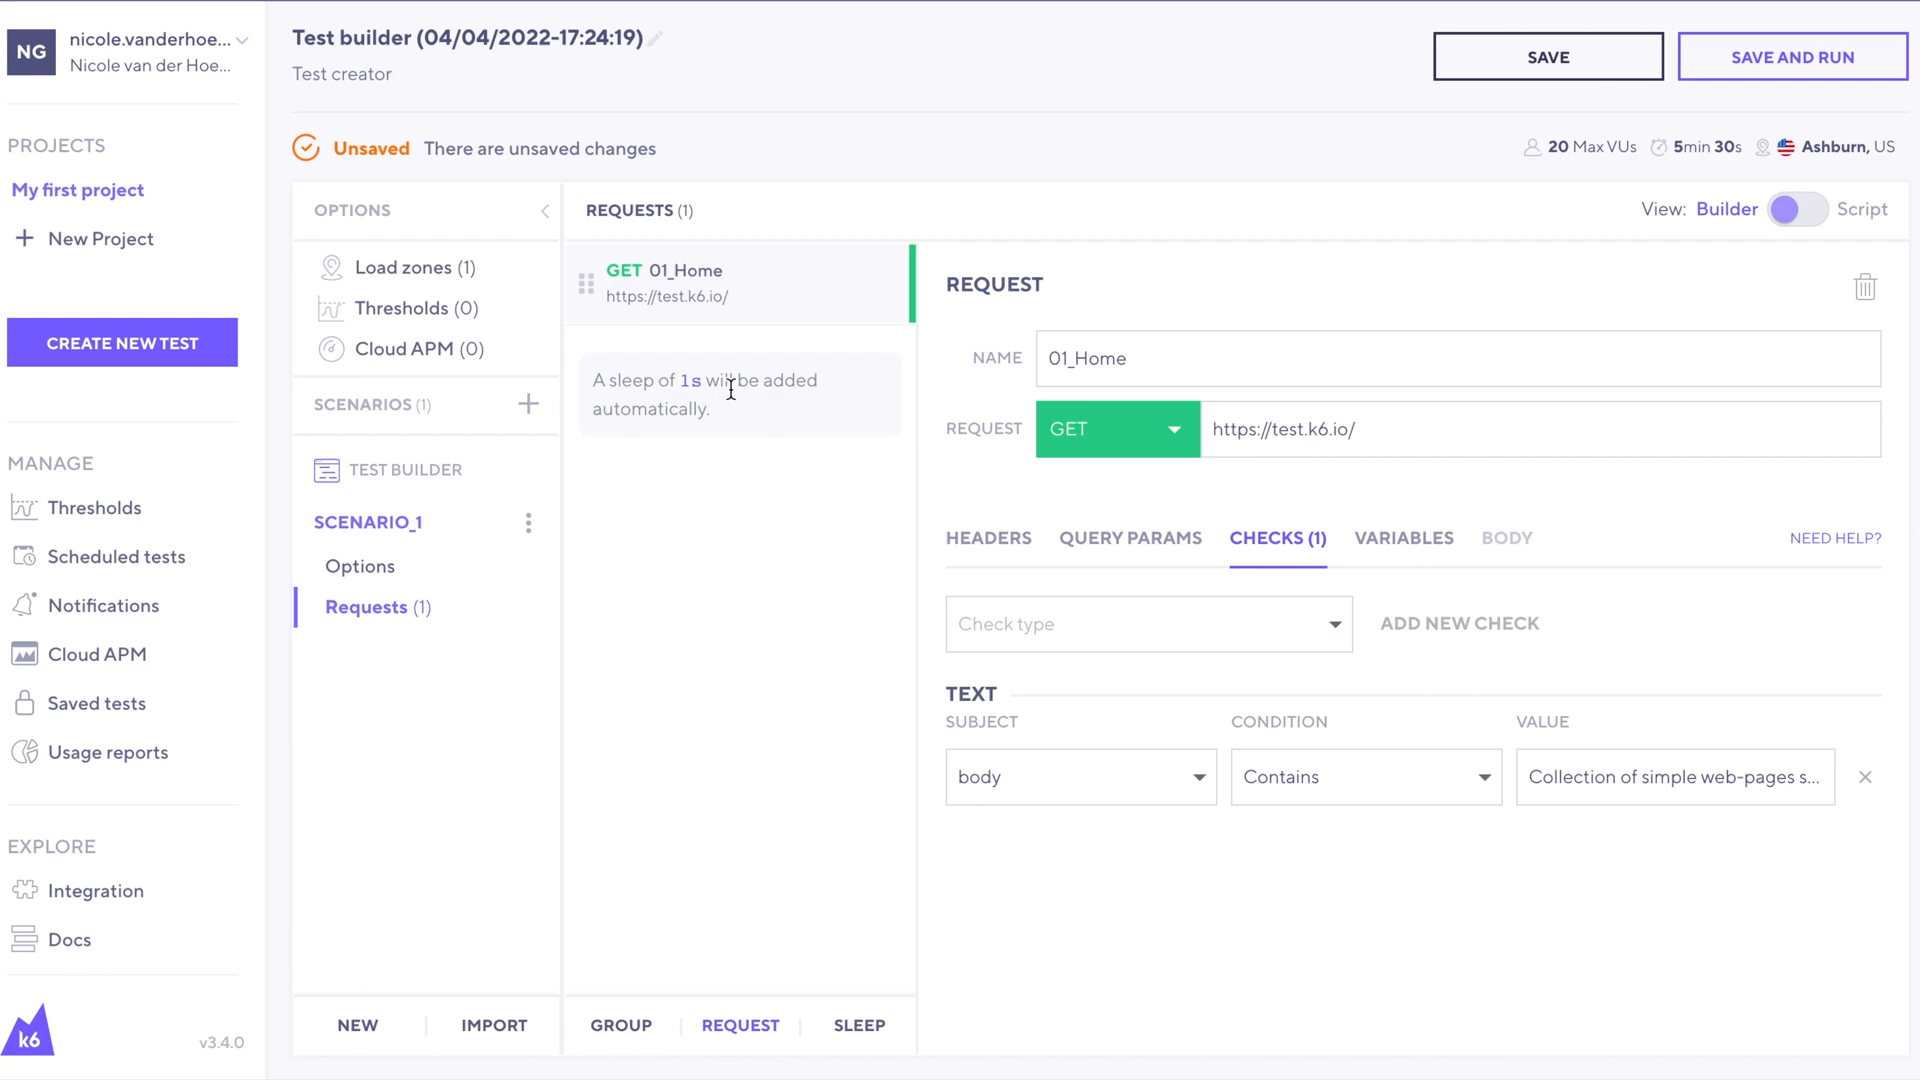 NG
nicole.vanderhoe...
Nicole van der Hoe...
PROJECTS
My first project
New Project
CREATE NEW TEST
MANAGE
Thresholds
Scheduled tests
Notifications
Cloud APM
Saved tests
Usage reports
EXPLORE
Integration
Docs
k6
v3.4.0
Test builder (04/04/2022-17:24:19)
Test creator
SAVE
SAVE AND RUN
Unsaved There are unsaved changes
20 Max VUs 5min 30s Ashburn, US
OPTIONS
Load zones (1)
Thresholds (0)
Cloud APM (0)
SCENARIOS (1)
TEST BUILDER
SCENARIO_1
Options
Requests (1)
NEW
IMPORT
REQUESTS (1)
View: Builder Script
GET 01_Home
https://test.k6.io/
A sleep of 1s will be added
automatically.
GROUP
REQUEST
SLEEP
REQUEST
NAME 01_Home
REQUEST GET https://test.k6.io/
HEADERS QUERY PARAMS CHECKS (1) VARIABLES BODY NEED HELP?
Check type ADD NEW CHECK
TEXT
SUBJECT CONDITION VALUE
body Contains Collection of simple web-pages s...